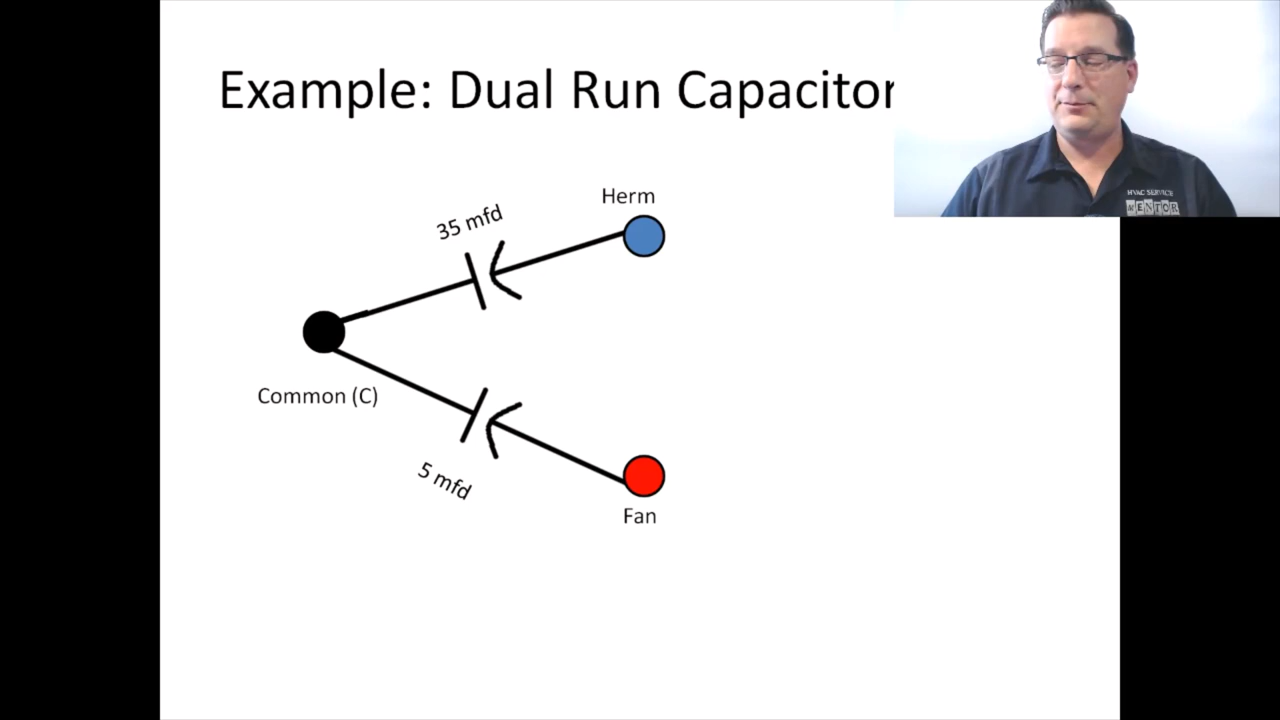 Example: Dual Run Capacitor
HVAC SERVICE
MENTOR
Herm
35 mfd
Common (C)
5 mfd
Fan